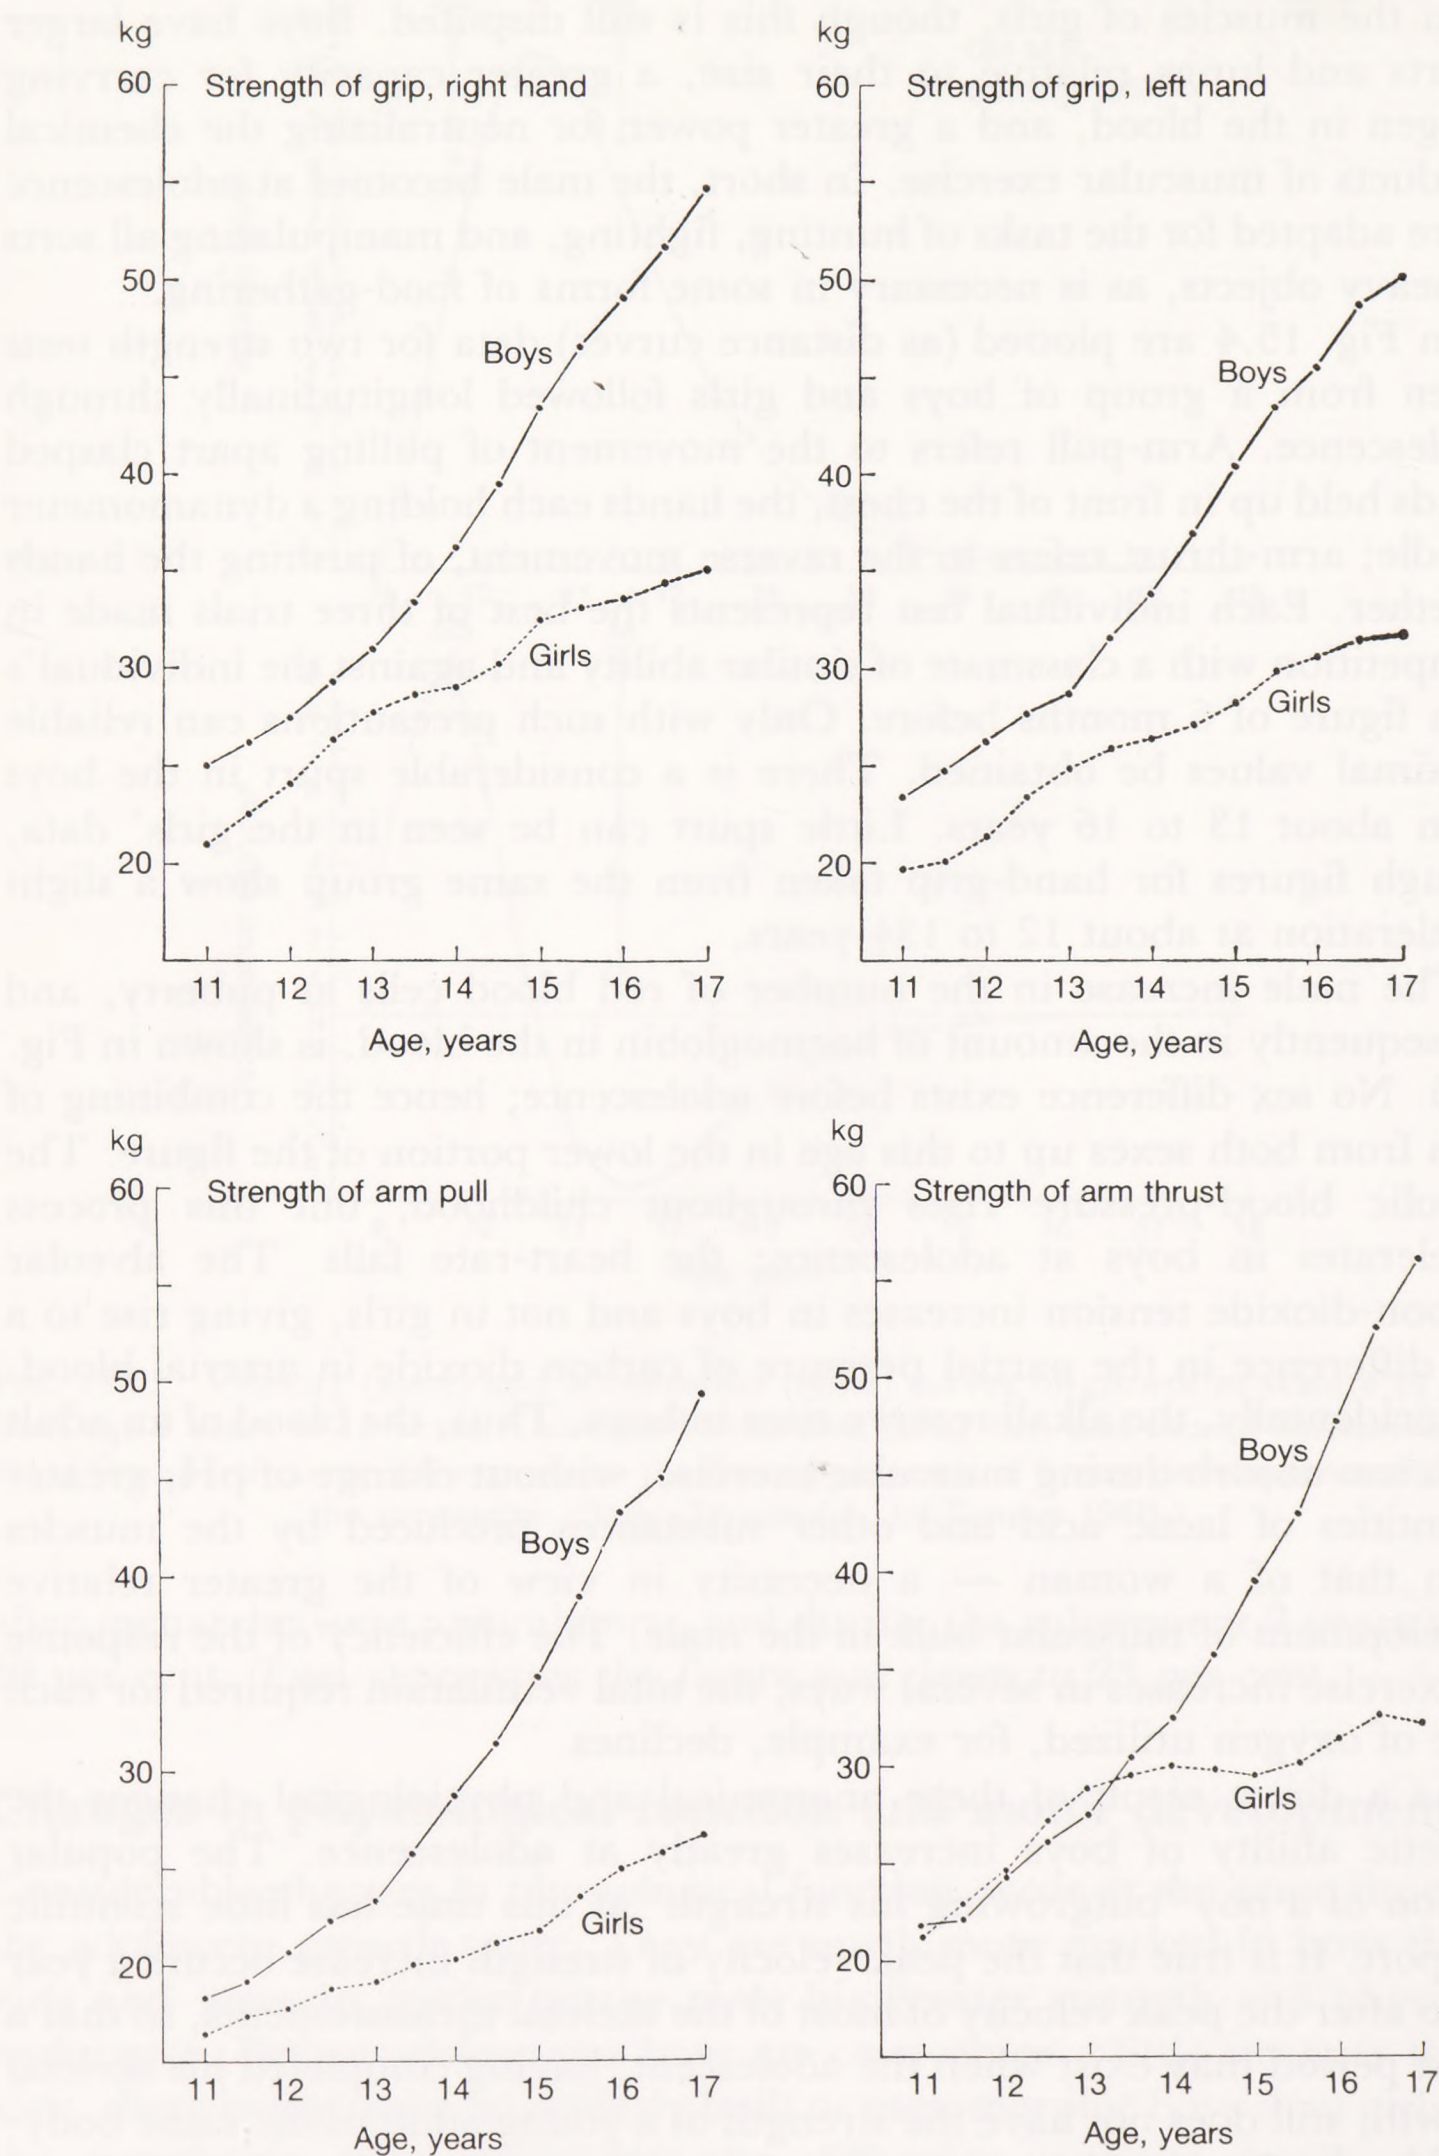 kg
60
Strength of grip, right hand
50
Boys
40
30
Girls
20
11 12 13 14 15 16 17
Age, years
kg
60
Strength of grip, left hand
50
Boys
40
30
Girls
20
11 12 13 14 15 16 17
Age, years
kg
60
Strength of arm pull
50
Boys
40
30
Girls
20
11 12 13 14 15 16 17
Age, years
kg
60
Strength of arm thrust
50
Boys
40
30
Girls
20
11 12 13 14 15 16 17
Age, years